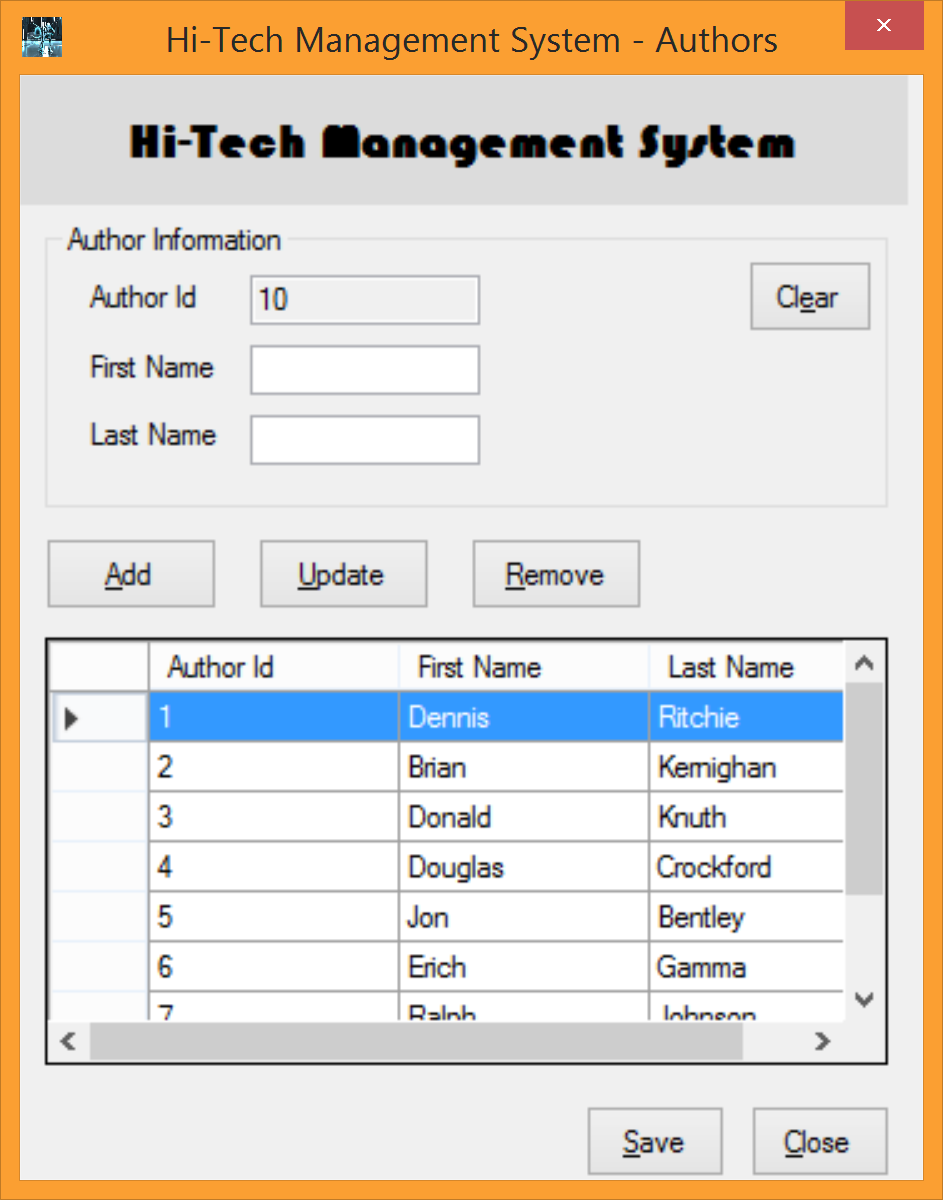 Hi-Tech Management System - Authors
Hi-Tech Management System
Author Information
Author Id 10 Clear
First Name
Last Name
Add Update Remove
Author Id First Name Last Name
1 Dennis Ritchie
2 Brian Kernighan
3 Donald Knuth
4 Douglas Crockford
5 Jon Bentley
6 Erich Gamma
7 Ralph Johnson
Save Close